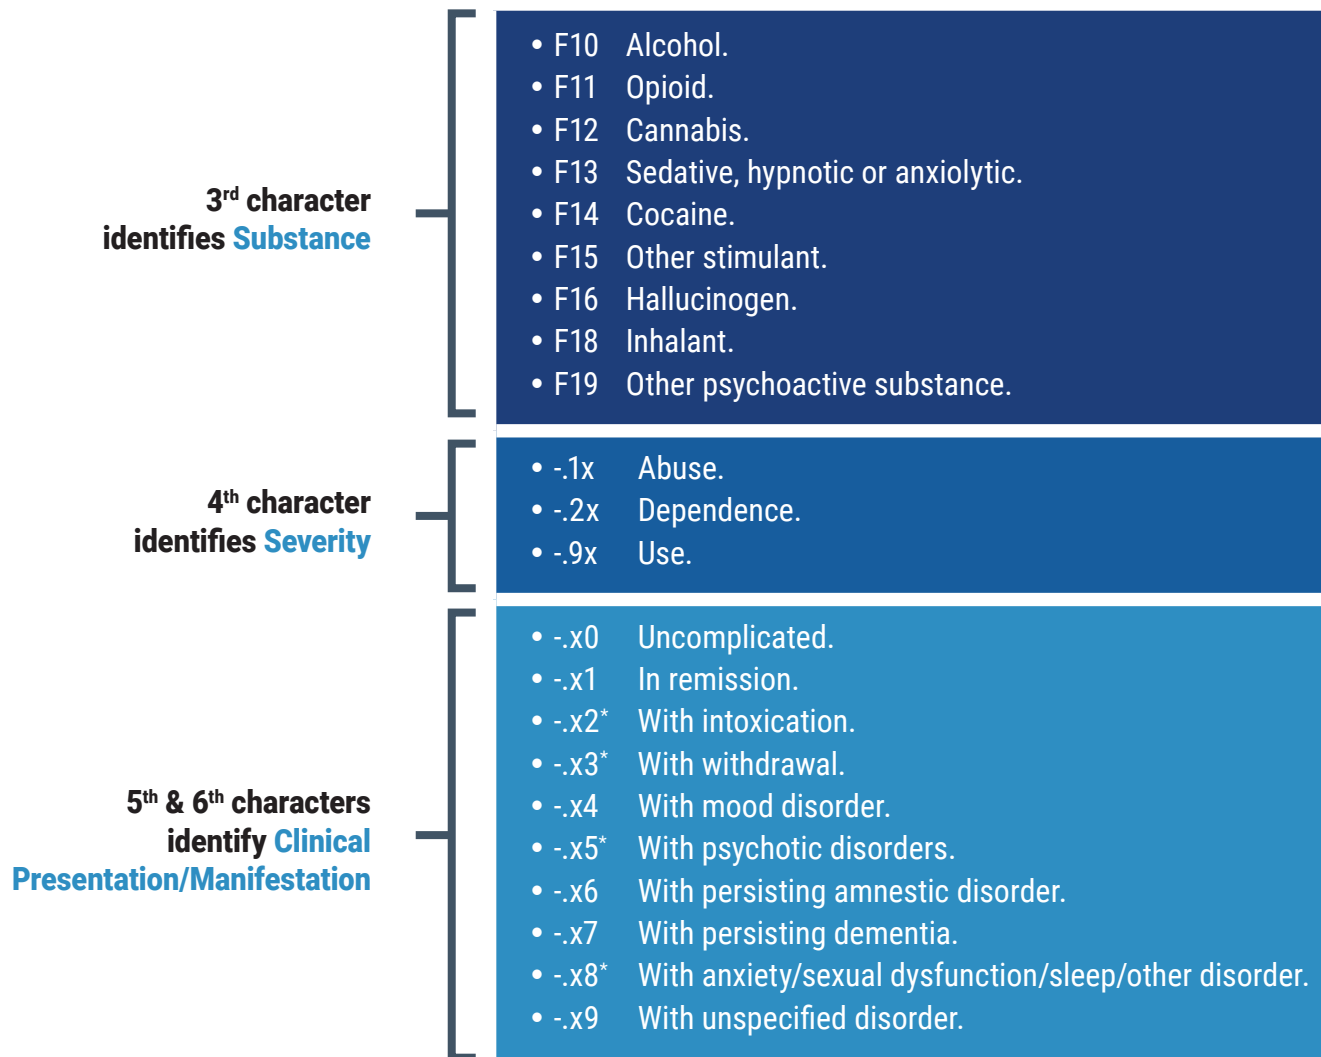 3rd character
identifies Substance
• F10 Alcohol.
• F11 Opioid.
• F12 Cannabis.
• F13 Sedative, hypnotic or anxiolytic.
• F14 Cocaine.
• F15 Other stimulant.
• F16 Hallucinogen.
• F18 Inhalant.
• F19 Other psychoactive substance.
4th character
identifies Severity
• -.1x Abuse.
• -.2x Dependence.
• -.9x Use.
5th & 6th characters
identify Clinical
Presentation/Manifestation
• -.x0 Uncomplicated.
• -.x1 In remission.
• -.x2* With intoxication.
• -.x3* With withdrawal.
• -.x4 With mood disorder.
• -.x5* With psychotic disorders.
• -.x6 With persisting amnestic disorder.
• -.x7 With persisting dementia.
• -.x8* With anxiety/sexual dysfunction/sleep/other disorder.
• -.x9 With unspecified disorder.